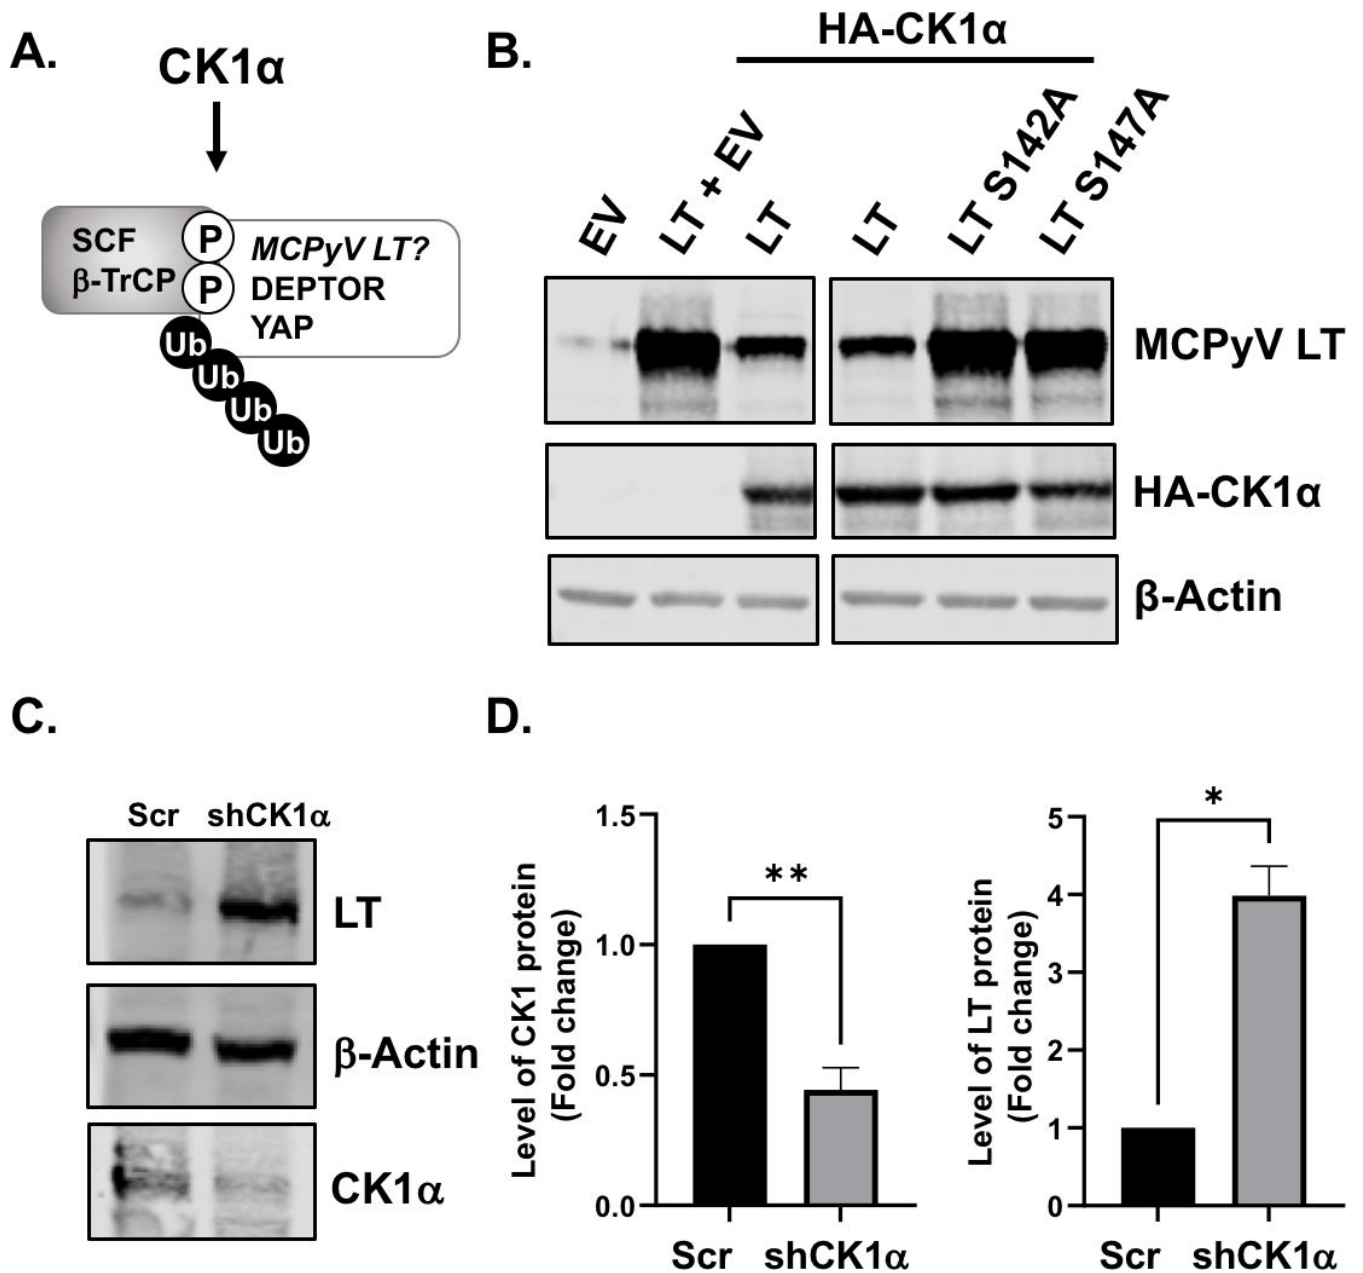 A.
CK1α
SCF
β-TrCP
P
P
MCPyV LT?
DEPTOR
YAP
Ub
Ub
Ub
Ub
B.
HA-CK1α
EV
LT + EV
LT
LT
LT S142A
LT S147A
MCPyV LT
HA-CK1α
β-Actin
C.
Scr shCK1α
LT
β-Actin
CK1α
D.
Level of CK1 protein
(Fold change)
1.5
1.0
0.5
0.0
**
Scr shCK1α
Level of LT protein
(Fold change)
5
4
3
2
1
0
*
Scr shCK1α